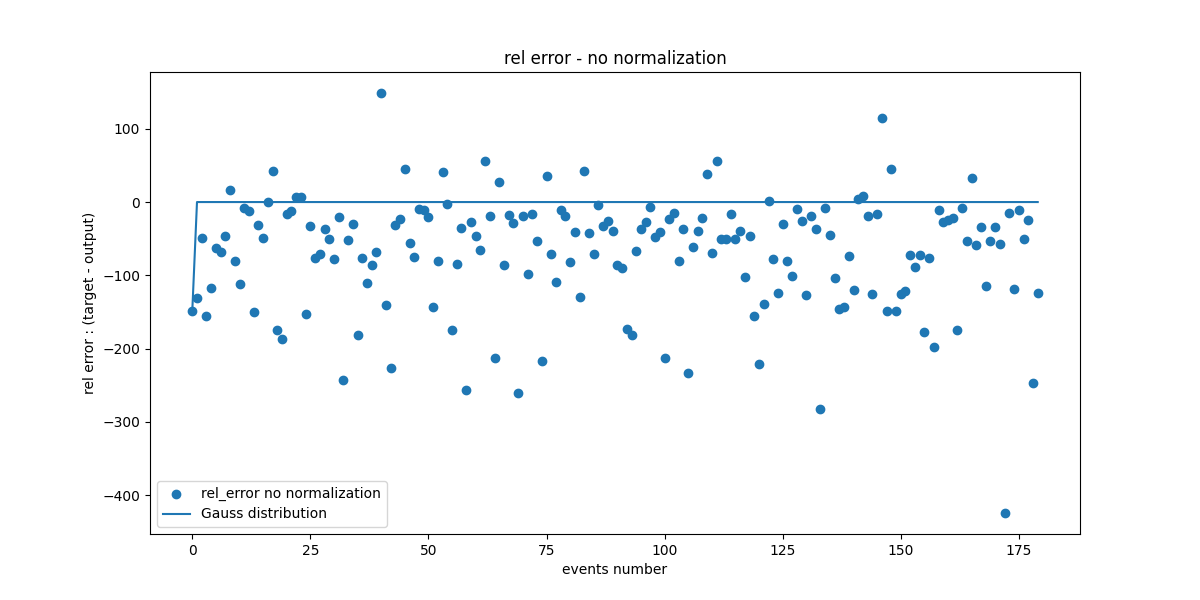 rel error - no normalization
rel error : (target - output)
100
0
−100
−200
−300
−400
rel_error no normalization
Gauss distribution
0
25
50
75
100
125
150
175
events number